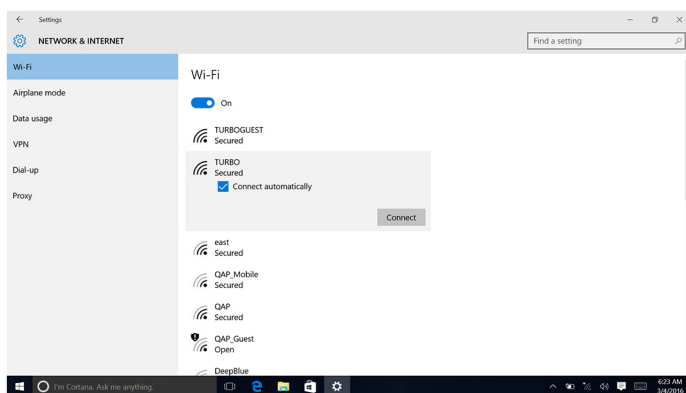 Settings
NETWORK & INTERNET
Find a setting
Wi-Fi
Airplane mode
Data usage
VPN
Dial-up
Proxy
Wi-Fi
On
TURBOGUEST
Secured
TURBO
Secured
Connect automatically
Connect
east
Secured
QAP_Mobile
Secured
QAP
Secured
QAP_Guest
Open
DeepBlue
I'm Cortana. Ask me anything.
6:23 AM
3/4/2016